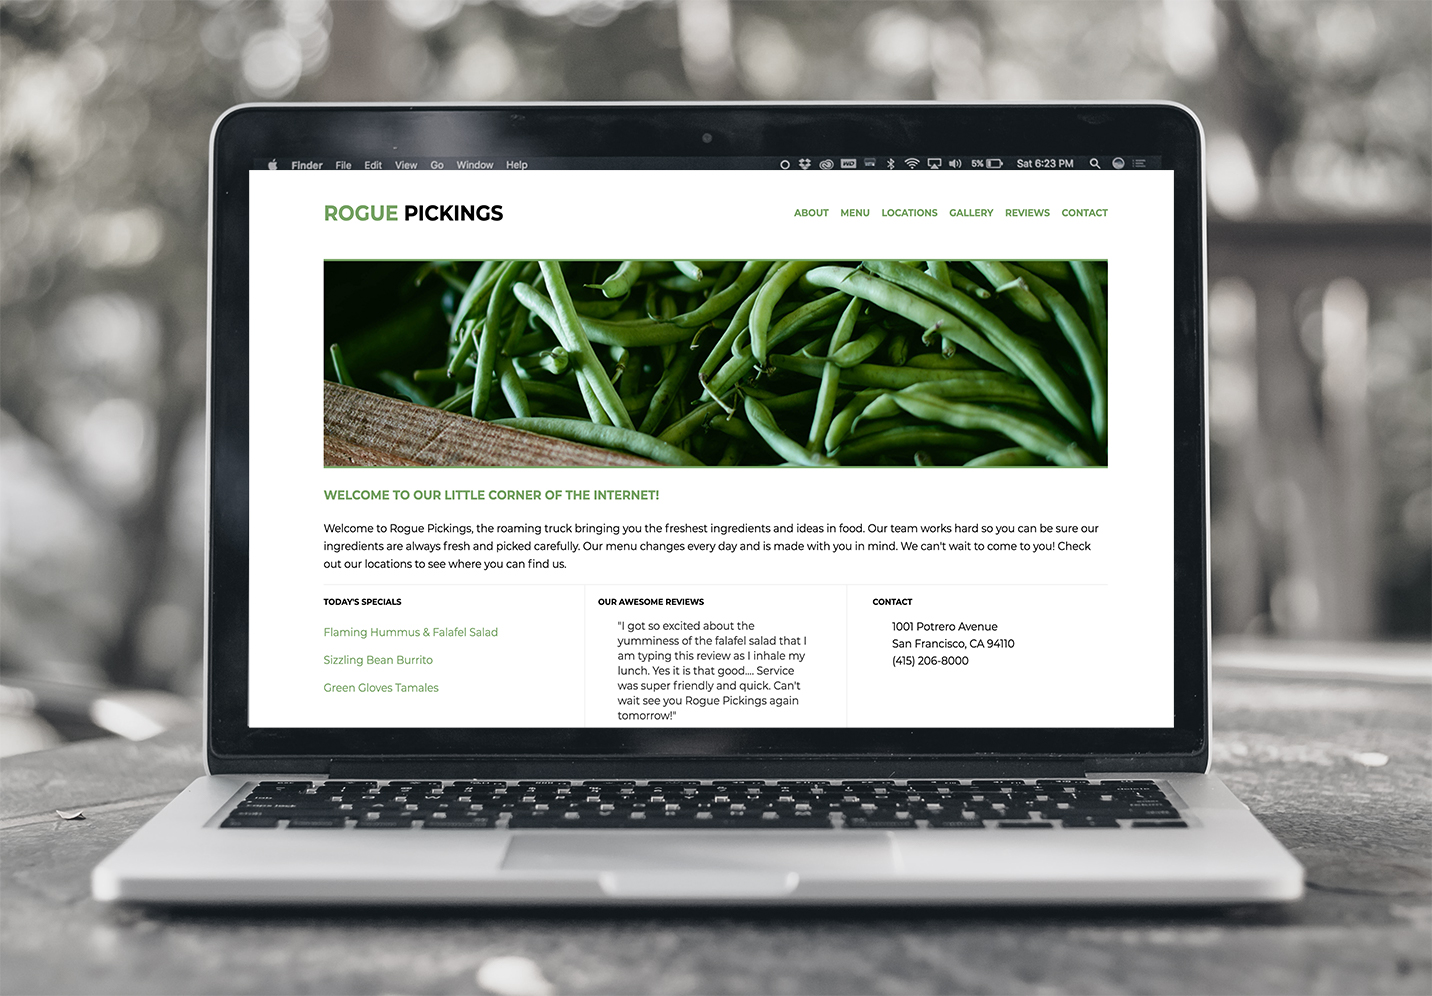 Finder File Edit View Go Window Help
5% Sat 6:23 PM
ROGUE PICKINGS
ABOUT MENU LOCATIONS GALLERY REVIEWS CONTACT
WELCOME TO OUR LITTLE CORNER OF THE INTERNET!
Welcome to Rogue Pickings, the roaming truck bringing you the freshest ingredients and ideas in food. Our team works hard so you can be sure our
ingredients are always fresh and picked carefully. Our menu changes every day and is made with you in mind. We can't wait to come to you! Check
out our locations to see where you can find us.
TODAY'S SPECIALS
Flaming Hummus & Falafel Salad
Sizzling Bean Burrito
Green Gloves Tamales
OUR AWESOME REVIEWS
"I got so excited about the
yumminess of the falafel salad that I
am typing this review as I inhale my
lunch. Yes it is that good.... Service
was super friendly and quick. Can't
wait see you Rogue Pickings again
tomorrow!"
CONTACT
1001 Potrero Avenue
San Francisco, CA 94110
(415) 206-8000